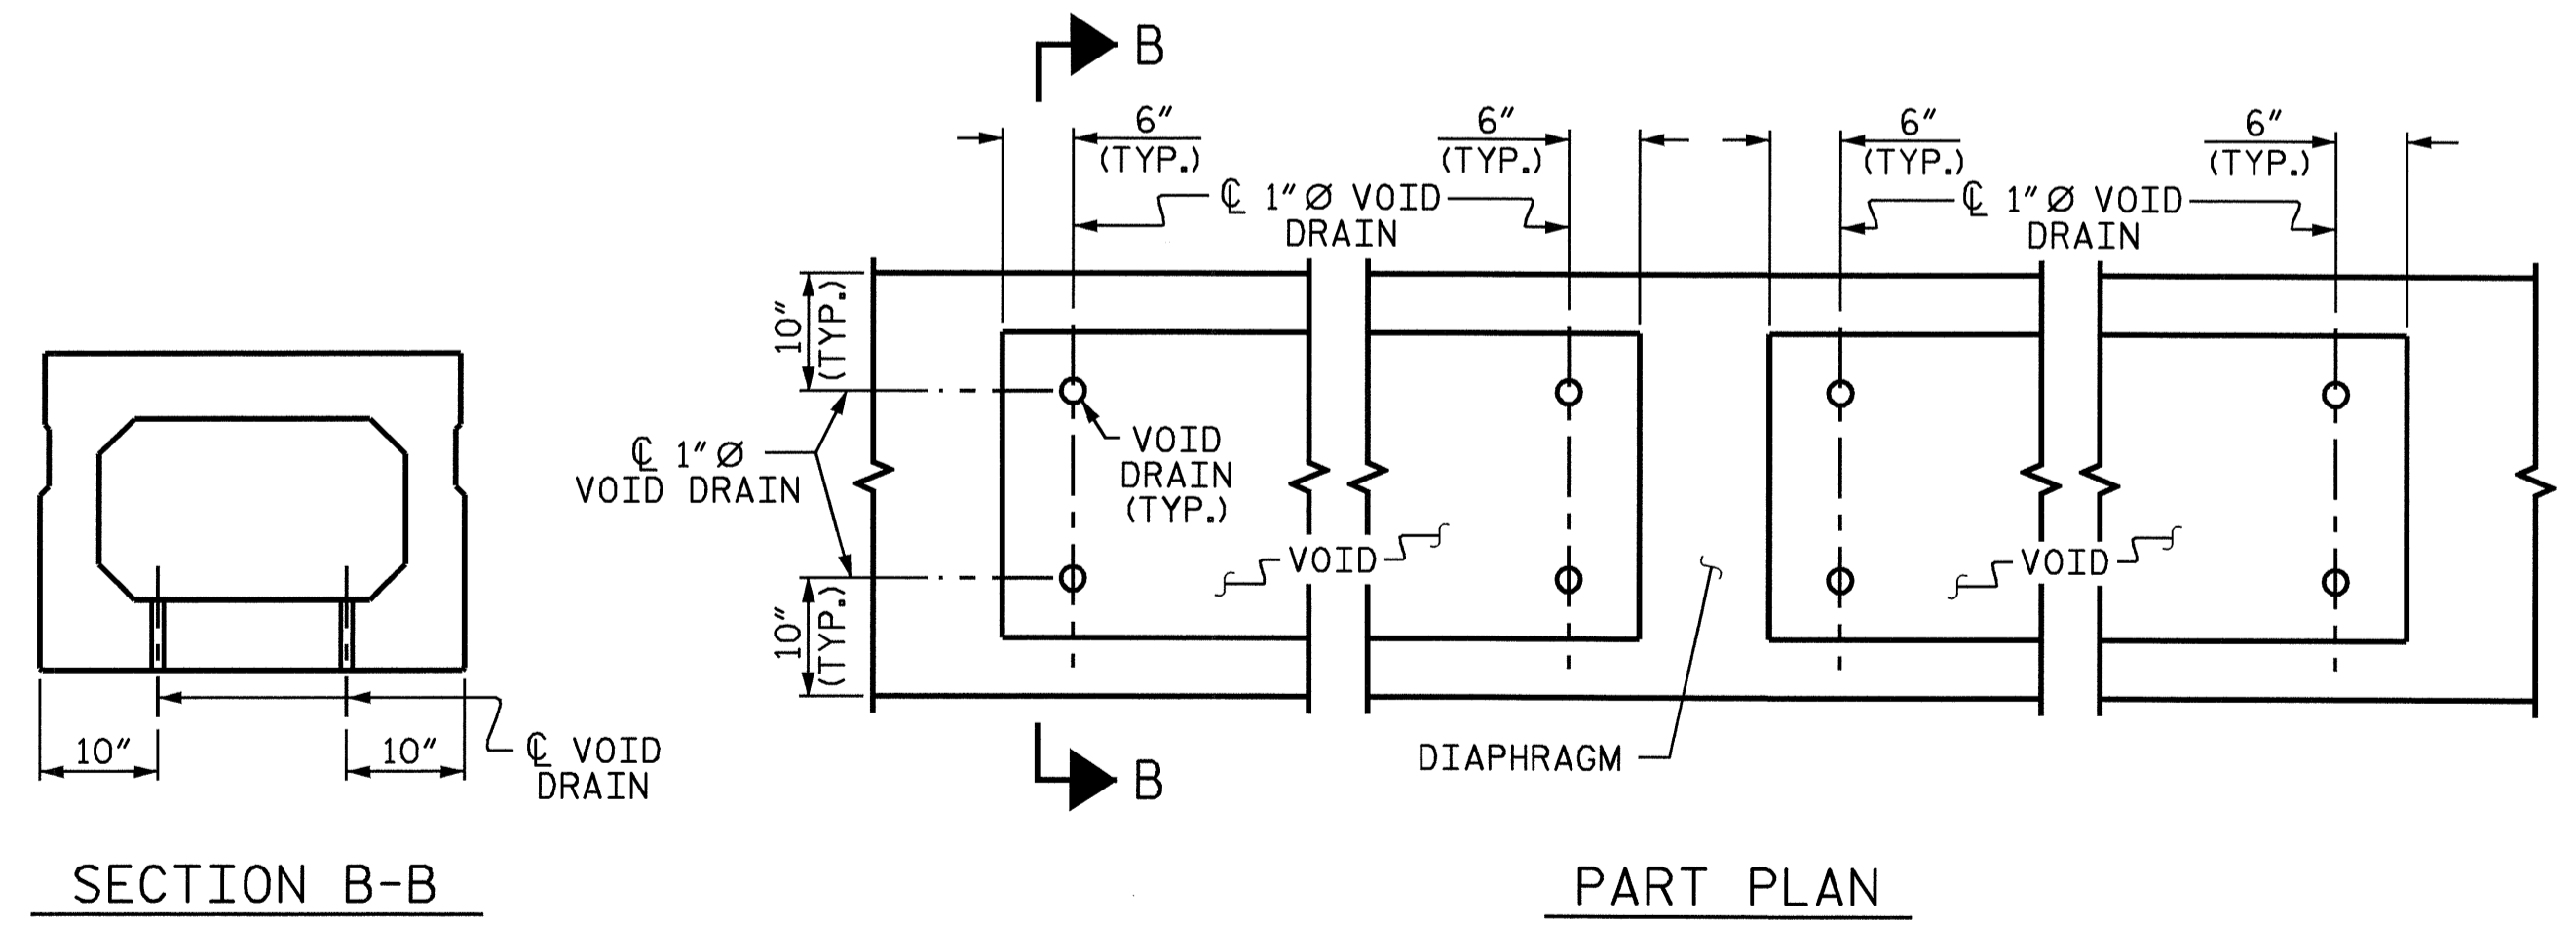 B
6" 6" 6" 6"
(TYP.) (TYP.) (TYP.) (TYP.)
℄ 1" Ø VOID
DRAIN
℄ 1" Ø VOID
DRAIN
10"
(TYP.)
℄ 1" Ø
VOID DRAIN
VOID
DRAIN
(TYP.)
VOID
VOID
10"
(TYP.)
10" 10"
℄ VOID
DRAIN
DIAPHRAGM
B
SECTION B-B
PART PLAN